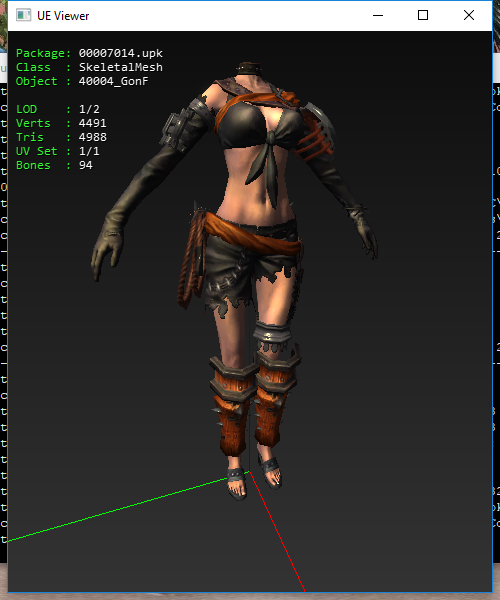 UE Viewer
Package: 00007014.upk
Class : SkeletalMesh
Object : 40004_GonF
LOD : 1/2
Verts : 4491
Tris : 4988
UV Set : 1/1
Bones : 94